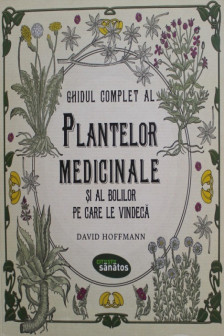 GHIDUL COMPLET AL
PLANTELOR
MEDICINALE
ȘI AL BOLILOR
PE CARE LE VINDECĂ
DAVID HOFFMANN
sănătos